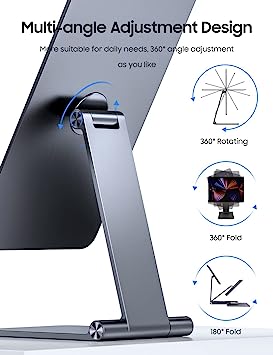 Multi-angle Adjustment Design
More suitable for daily needs, 360° angle adjustment
as you like
360° Rotating
360° Fold
180° Fold